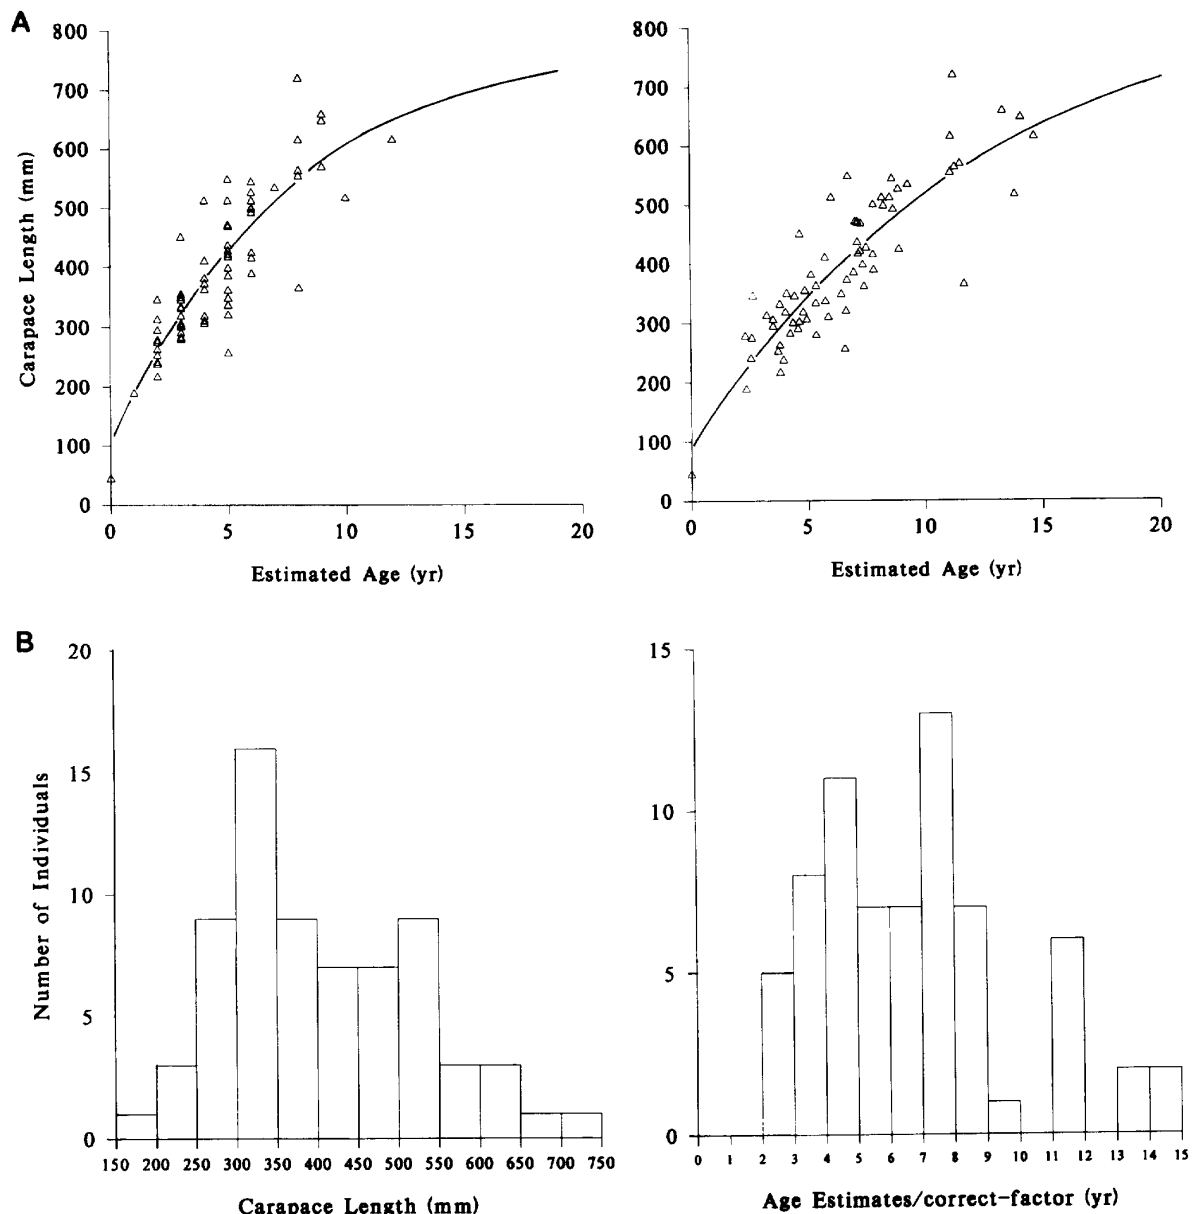 A
800
700
600
500
400
300
200
100
0
Carapace Length (mm)
0 5 10 15 20
Estimated Age (yr)
800
700
600
500
400
300
200
100
0
0 5 10 15 20
Estimated Age (yr)
B
20
15
10
5
0
Number of Individuals
150 200 250 300 350 400 450 500 550 600 650 700 750
Carapace Length (mm)
15
10
5
0
0 1 2 3 4 5 6 7 8 9 10 11 12 13 14 15
Age Estimates/correct-factor (yr)